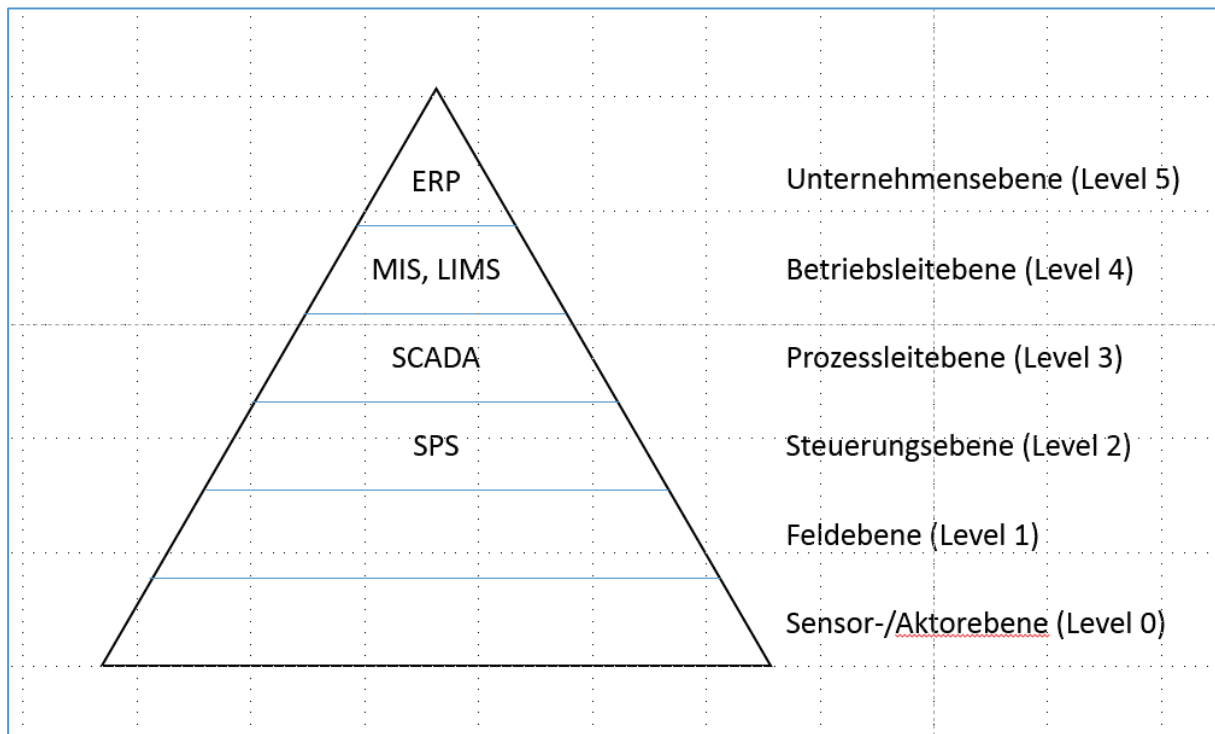 ERP Unternehmensebene (Level 5)
MIS, LIMS Betriebsleitebene (Level 4)
SCADA Prozessleitebene (Level 3)
SPS Steuerungsebene (Level 2)
Feldebene (Level 1)
Sensor-/Aktorebene (Level 0)